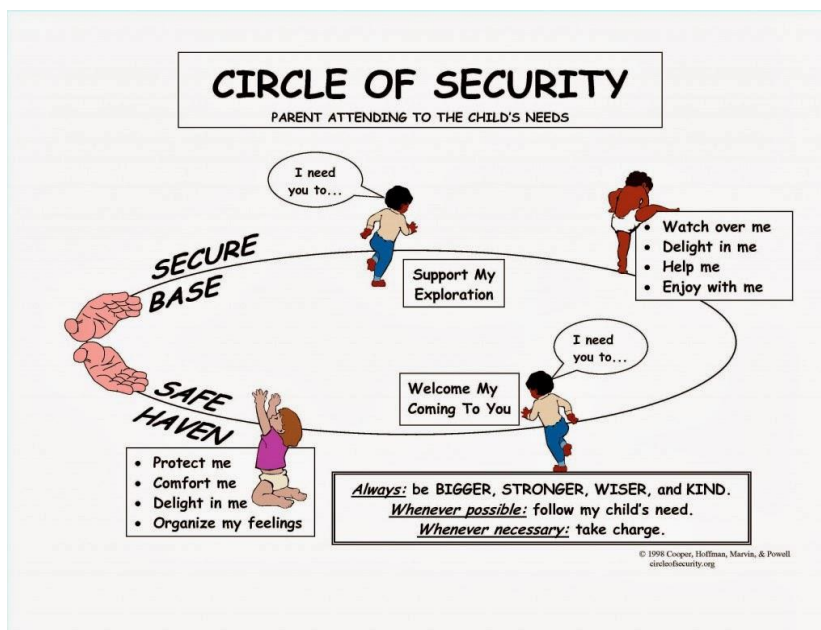 CIRCLE OF SECURITY
PARENT ATTENDING TO THE CHILD'S NEEDS
I need
you to...
SECURE
BASE
Support My
Exploration
• Watch over me
• Delight in me
• Help me
• Enjoy with me
I need
you to...
Welcome My
Coming To You
SAFE
HAVEN
• Protect me
• Comfort me
• Delight in me
• Organize my feelings
Always: be BIGGER, STRONGER, WISER, and KIND.
Whenever possible: follow my child's need.
Whenever necessary: take charge.
© 1998 Cooper, Hoffman, Marvin, & Powell
circleofsecurity.org